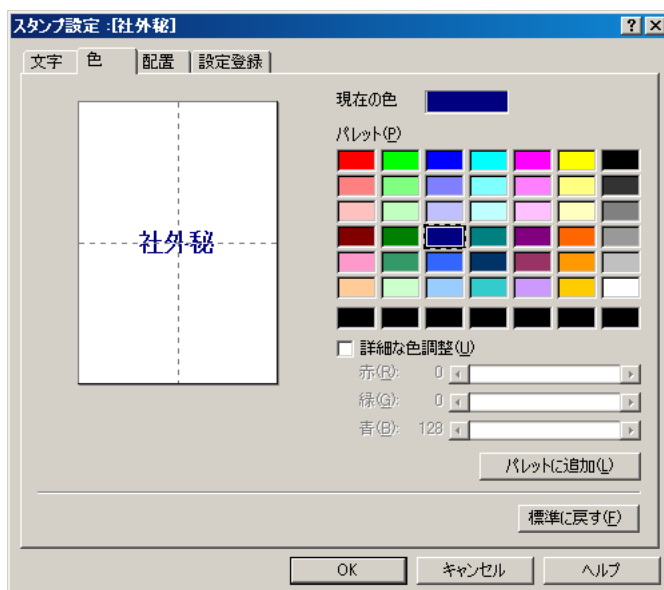 スタンプ設定 :[社外秘]
文字 色 配置 設定登録
現在の色
パレット(P)
社外秘
詳細な色調整(U)
赤(R): 0
緑(G): 0
青(B): 128
パレットに追加(L)
標準に戻す(F)
OK キャンセル ヘルプ